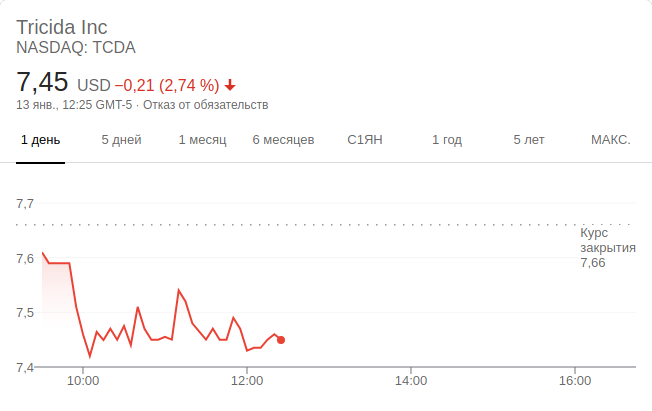 Tricida Inc
NASDAQ: TCDA
7,45 USD −0,21 (2,74 %)
13 янв., 12:25 GMT-5 · Отказ от обязательств
1 день 5 дней 1 месяц 6 месяцев С1ЯН 1 год 5 лет МАКС.
7,7
Курс
закрытия
7,66
7,6
7,5
7,4
10:00 12:00 14:00 16:00